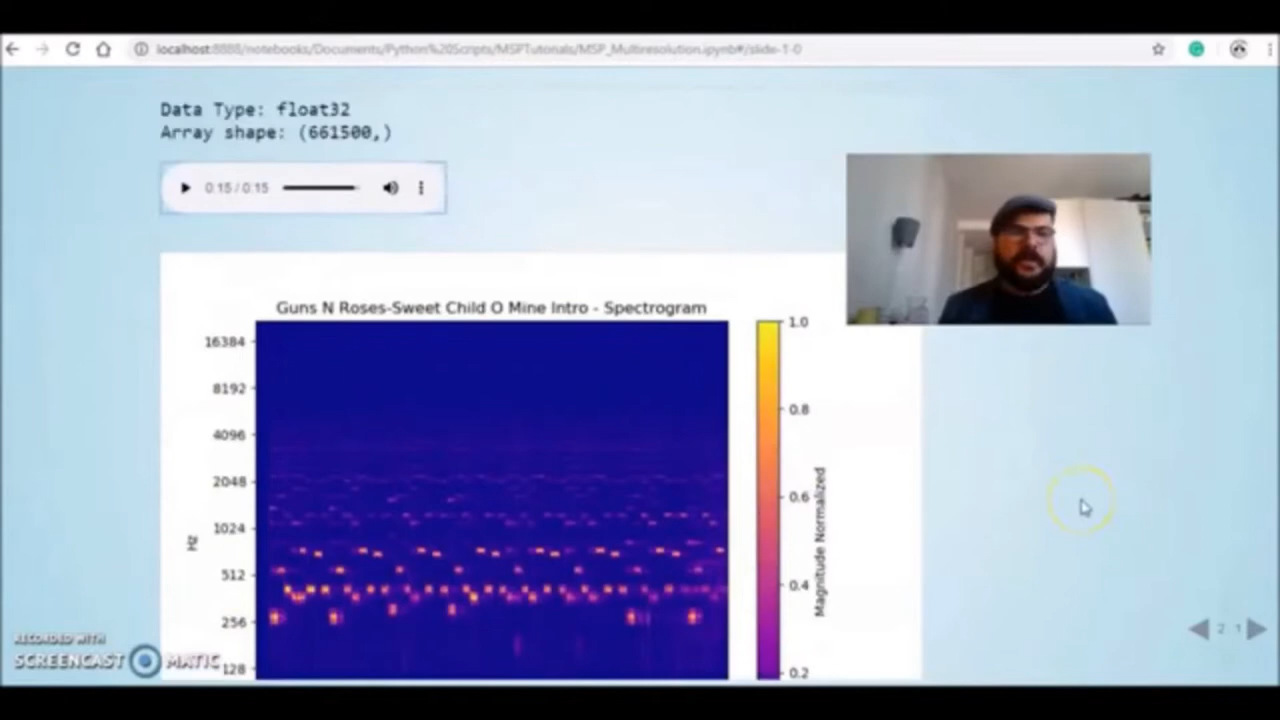 localhost:8888/notebooks/Documents/Python%20Scripts/MSPTutorials/MSP_Multiresolution.ipynb#/slide-1-0
Data Type: float32
Array shape: (661500,)
0:15 / 0:15
Guns N Roses-Sweet Child O Mine Intro - Spectrogram
16384
8192
4096
2048
1024
512
256
128
Hz
1.0
0.8
0.6
0.4
0.2
Magnitude Normalized
2.1
RECORDED WITH
SCREENCAST MATIC